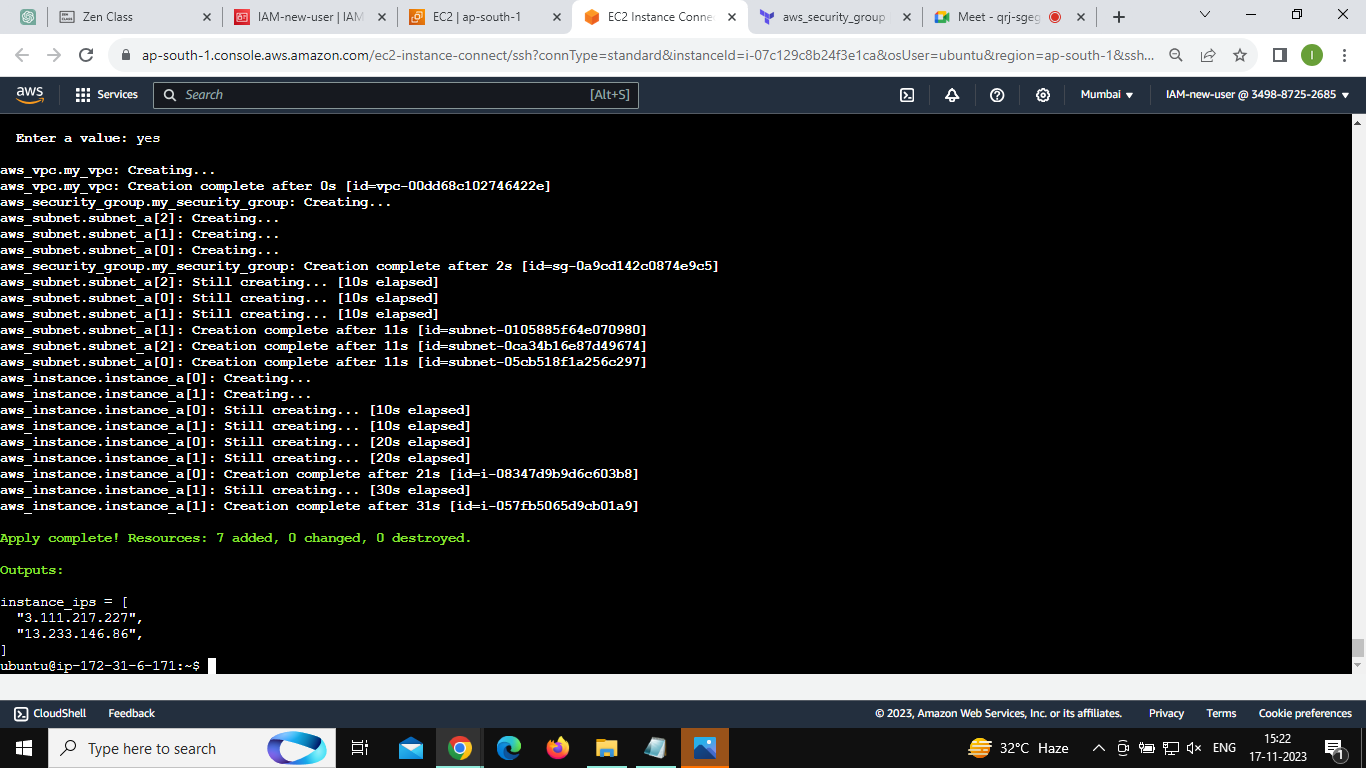 Zen Class
IAM-new-user | IAM
EC2 | ap-south-1
EC2 Instance Conne
aws_security_group
Meet - qrj-sgeg
ap-south-1.console.aws.amazon.com/ec2-instance-connect/ssh?connType=standard&instanceId=i-07c129c8b24f3e1ca&osUser=ubuntu&region=ap-south-1&ssh...
I
aws
Services
Search
[Alt+S]
Mumbai
IAM-new-user @ 3498-8725-2685
Enter a value: yes
aws_vpc.my_vpc: Creating...
aws_vpc.my_vpc: Creation complete after 0s [id=vpc-00dd68c102746422e]
aws_security_group.my_security_group: Creating...
aws_subnet.subnet_a[2]: Creating...
aws_subnet.subnet_a[1]: Creating...
aws_subnet.subnet_a[0]: Creating...
aws_security_group.my_security_group: Creation complete after 2s [id=sg-0a9cd142c0874e9c5]
aws_subnet.subnet_a[2]: Still creating... [10s elapsed]
aws_subnet.subnet_a[0]: Still creating... [10s elapsed]
aws_subnet.subnet_a[1]: Still creating... [10s elapsed]
aws_subnet.subnet_a[1]: Creation complete after 11s [id=subnet-0105885f64e070980]
aws_subnet.subnet_a[2]: Creation complete after 11s [id=subnet-0ca34b16e87d49674]
aws_subnet.subnet_a[0]: Creation complete after 11s [id=subnet-05cb518f1a256c297]
aws_instance.instance_a[0]: Creating...
aws_instance.instance_a[1]: Creating...
aws_instance.instance_a[0]: Still creating... [10s elapsed]
aws_instance.instance_a[1]: Still creating... [10s elapsed]
aws_instance.instance_a[0]: Still creating... [20s elapsed]
aws_instance.instance_a[1]: Still creating... [20s elapsed]
aws_instance.instance_a[0]: Creation complete after 21s [id=i-08347d9b9d6c603b8]
aws_instance.instance_a[1]: Still creating... [30s elapsed]
aws_instance.instance_a[1]: Creation complete after 31s [id=i-057fb5065d9cb01a9]
Apply complete! Resources: 7 added, 0 changed, 0 destroyed.
Outputs:
instance_ips = [
"3.111.217.227",
"13.233.146.86",
]
ubuntu@ip-172-31-6-171:~$
CloudShell
Feedback
© 2023, Amazon Web Services, Inc. or its affiliates.
Privacy
Terms
Cookie preferences
Type here to search
32°C Haze
ENG
15:22
17-11-2023
1